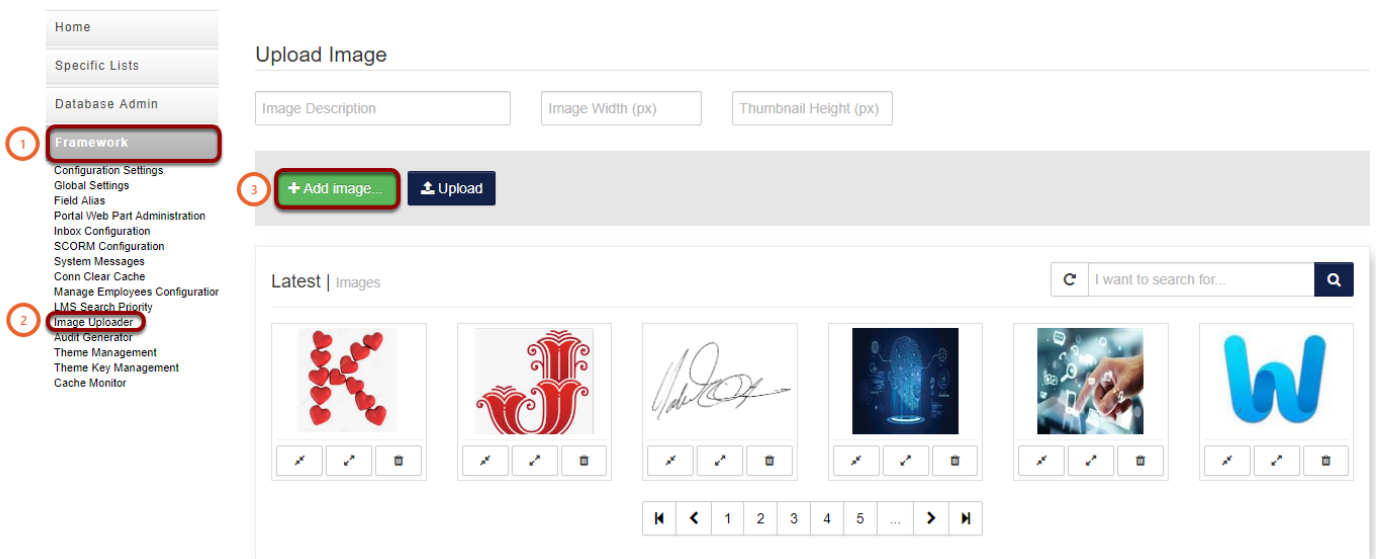 Home
Specific Lists
Database Admin
1
Framework
Configuration Settings
Global Settings
Field Alias
Portal Web Part Administration
Inbox Configuration
SCORM Configuration
System Messages
Conn Clear Cache
Manage Employees Configuration
LMS Search Priority
2
Image Uploader
Audit Generator
Theme Management
Theme Key Management
Cache Monitor
Upload Image
Image Description Image Width (px) Thumbnail Height (px)
3 + Add image... Upload
Latest | Images I want to search for...
K J W
1 2 3 4 5 ...